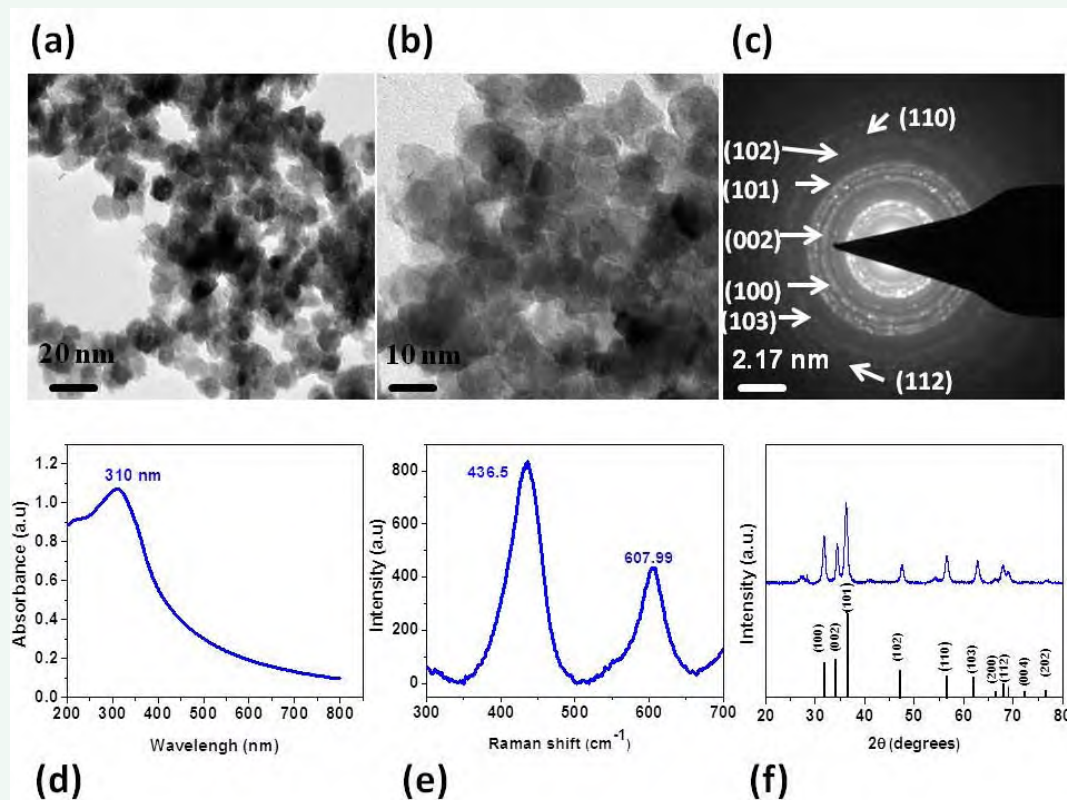 (a)
(b)
(c)
20 nm
10 nm
(110)
(102)
(101)
(002)
(100)
(103)
2.17 nm
(112)
Absorbance (a.u)
1.2
1.0
0.8
0.6
0.4
0.2
0.0
310 nm
200 300 400 500 600 700 800
Wavelengh (nm)
(d)
Intensity (a.u)
800
600
400
200
0
436.5
607.99
300 400 500 600 700
Raman shift (cm-1)
(e)
Intensity (a.u.)
(100)
(002)
(101)
(102)
(110)
(103)
(200)
(112)
(004)
(202)
20 30 40 50 60 70 80
2θ (degrees)
(f)